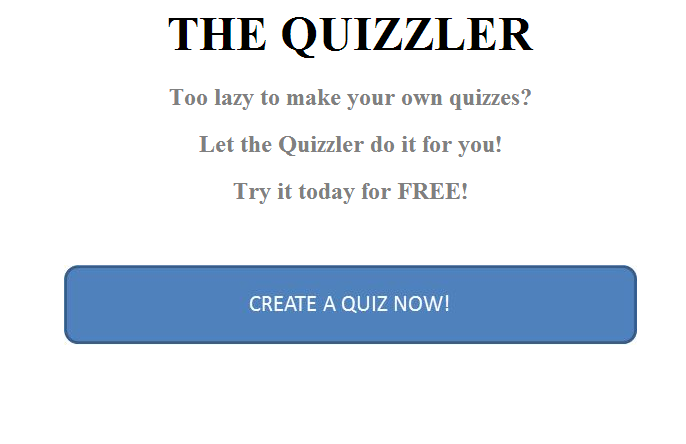 THE QUIZZLER
Too lazy to make your own quizzes?
Let the Quizzler do it for you!
Try it today for FREE!
CREATE A QUIZ NOW!